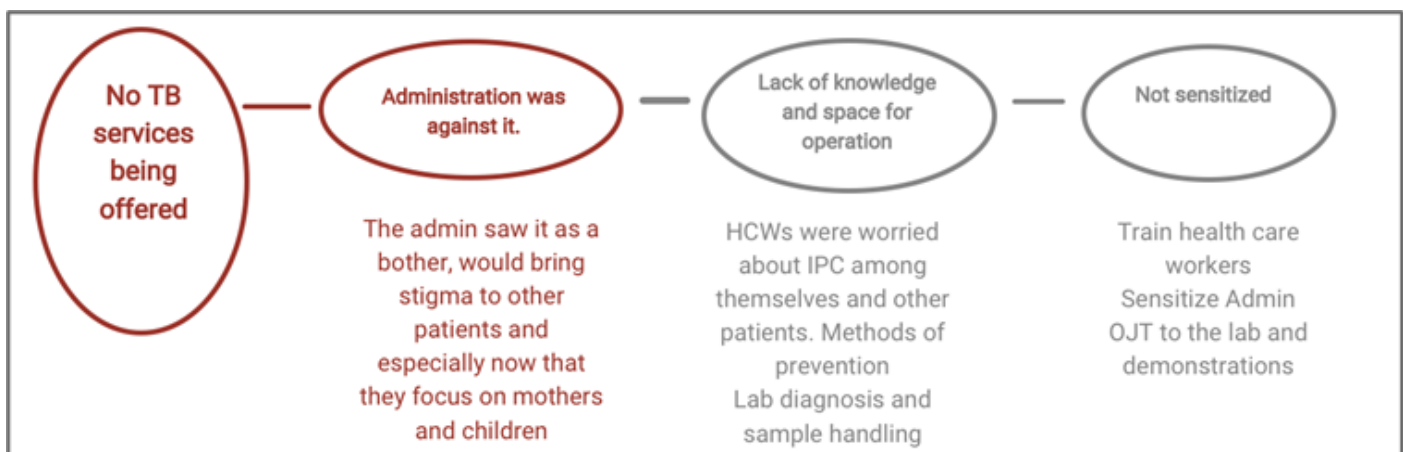 No TB
services
being
offered
Administration was
against it.
The admin saw it as a
bother, would bring
stigma to other
patients and
especially now that
they focus on mothers
and children
Lack of knowledge
and space for
operation
HCWs were worried
about IPC among
themselves and other
patients. Methods of
prevention
Lab diagnosis and
sample handling
Not sensitized
Train health care
workers
Sensitize Admin
OJT to the lab and
demonstrations